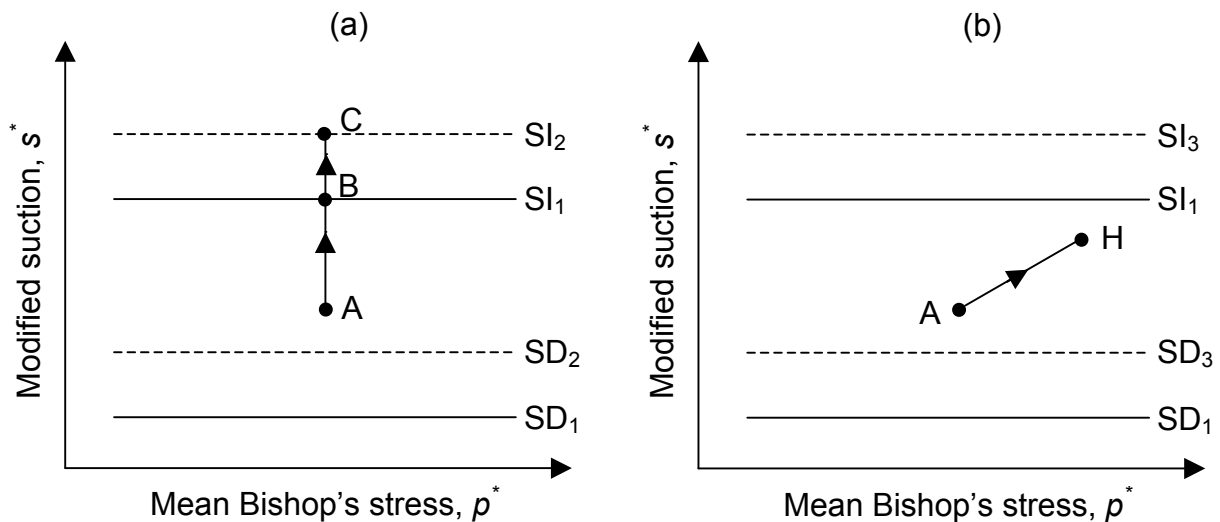 (a)
Modified suction, s*
C
SI₂
B
SI₁
A
SD₂
SD₁
Mean Bishop's stress, p*
(b)
Modified suction, s*
SI₃
SI₁
H
A
SD₃
SD₁
Mean Bishop's stress, p*